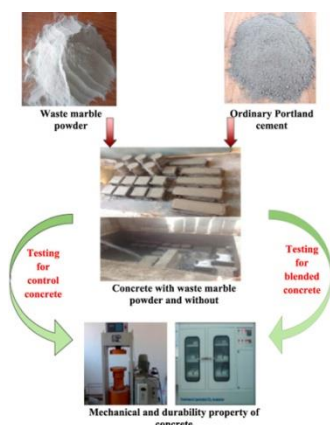 Waste marble
powder
Ordinary Portland
cement
Testing
for
control
concrete
Testing
for
blended
concrete
Concrete with waste marble
powder and without
Mechanical and durability property of
concrete